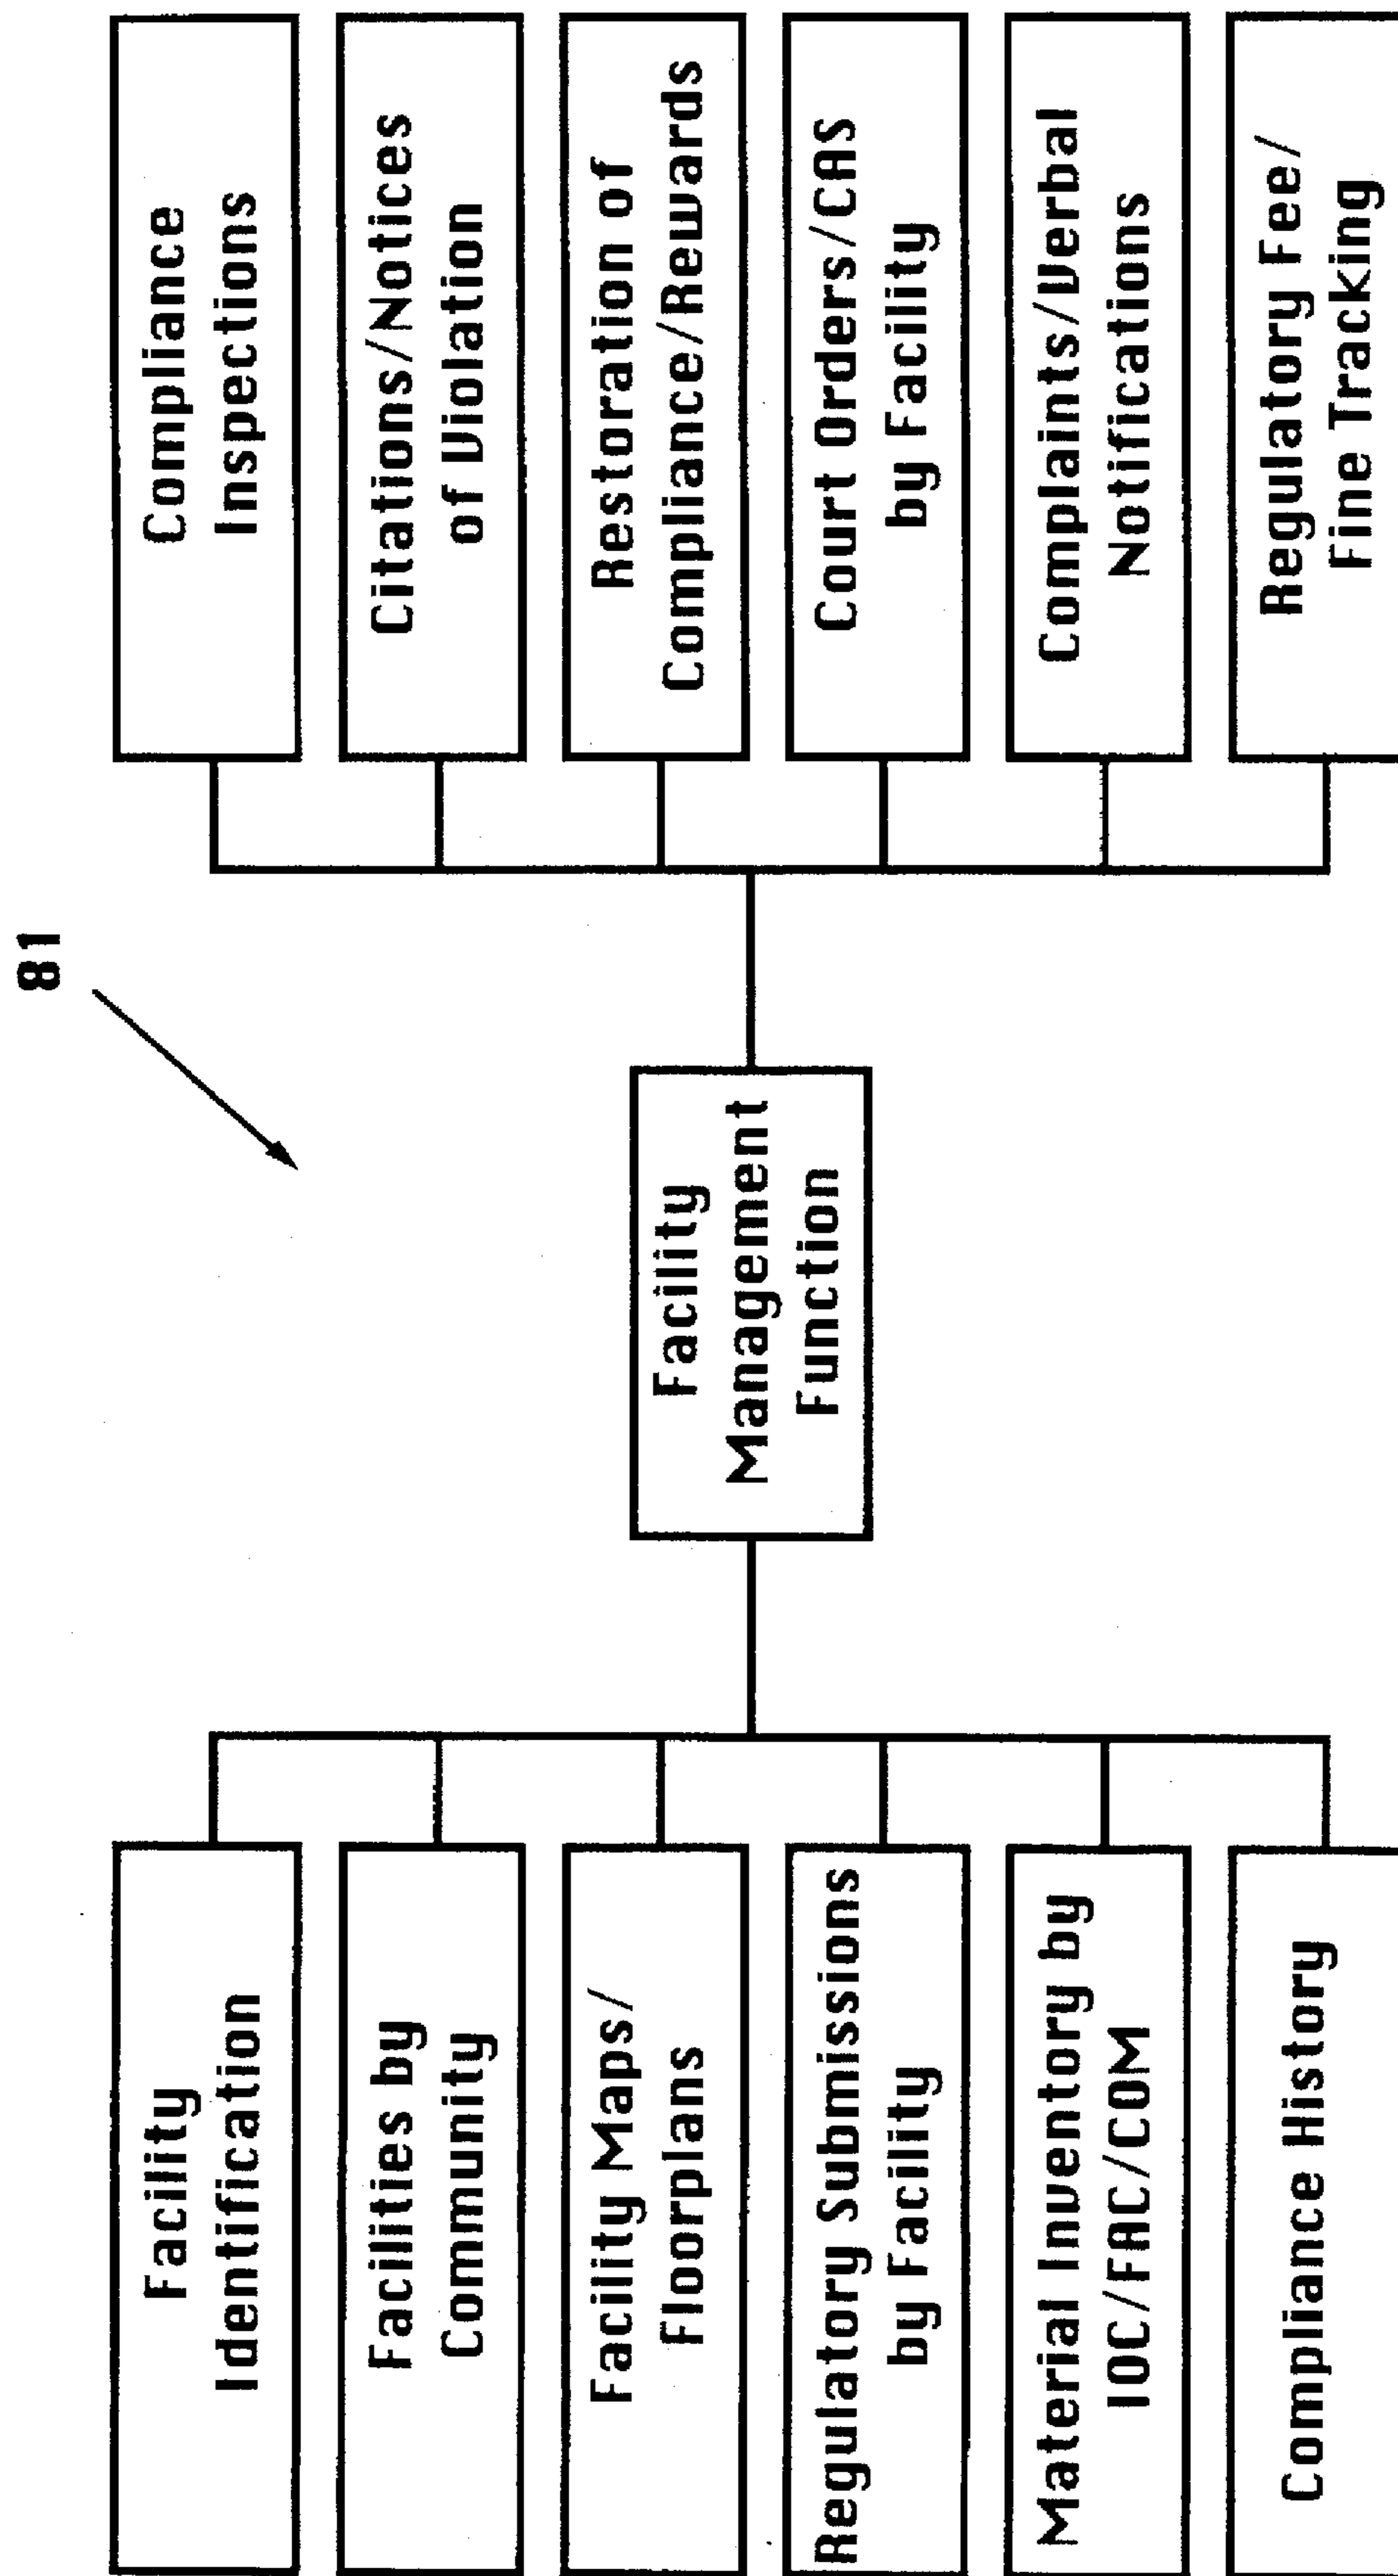 81
Facility
Identification
Facilities by
Community
Facility Maps/
Floorplans
Regulatory Submissions
by Facility
Material Inventory by
IOC/FAC/COM
Compliance History
Facility
Management
Function
Compliance
Inspections
Citations/Notices
of Violation
Restoration of
Compliance/Rewards
Court Orders/CAS
by Facility
Complaints/Verbal
Notifications
Regulatory Fee/
Fine Tracking